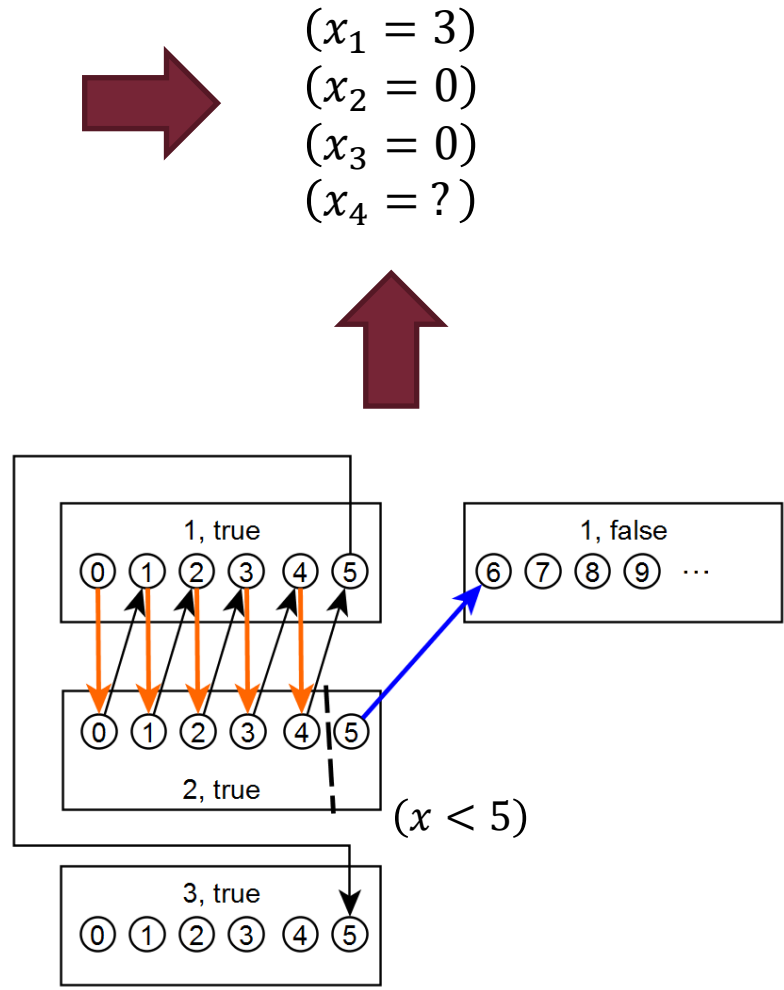 (x₁ = 3)
(x₂ = 0)
(x₃ = 0)
(x₄ = ?)
1, true
0 1 2 3 4 5
1, false
6 7 8 9 ...
0 1 2 3 4 5
2, true
(x < 5)
3, true
0 1 2 3 4 5